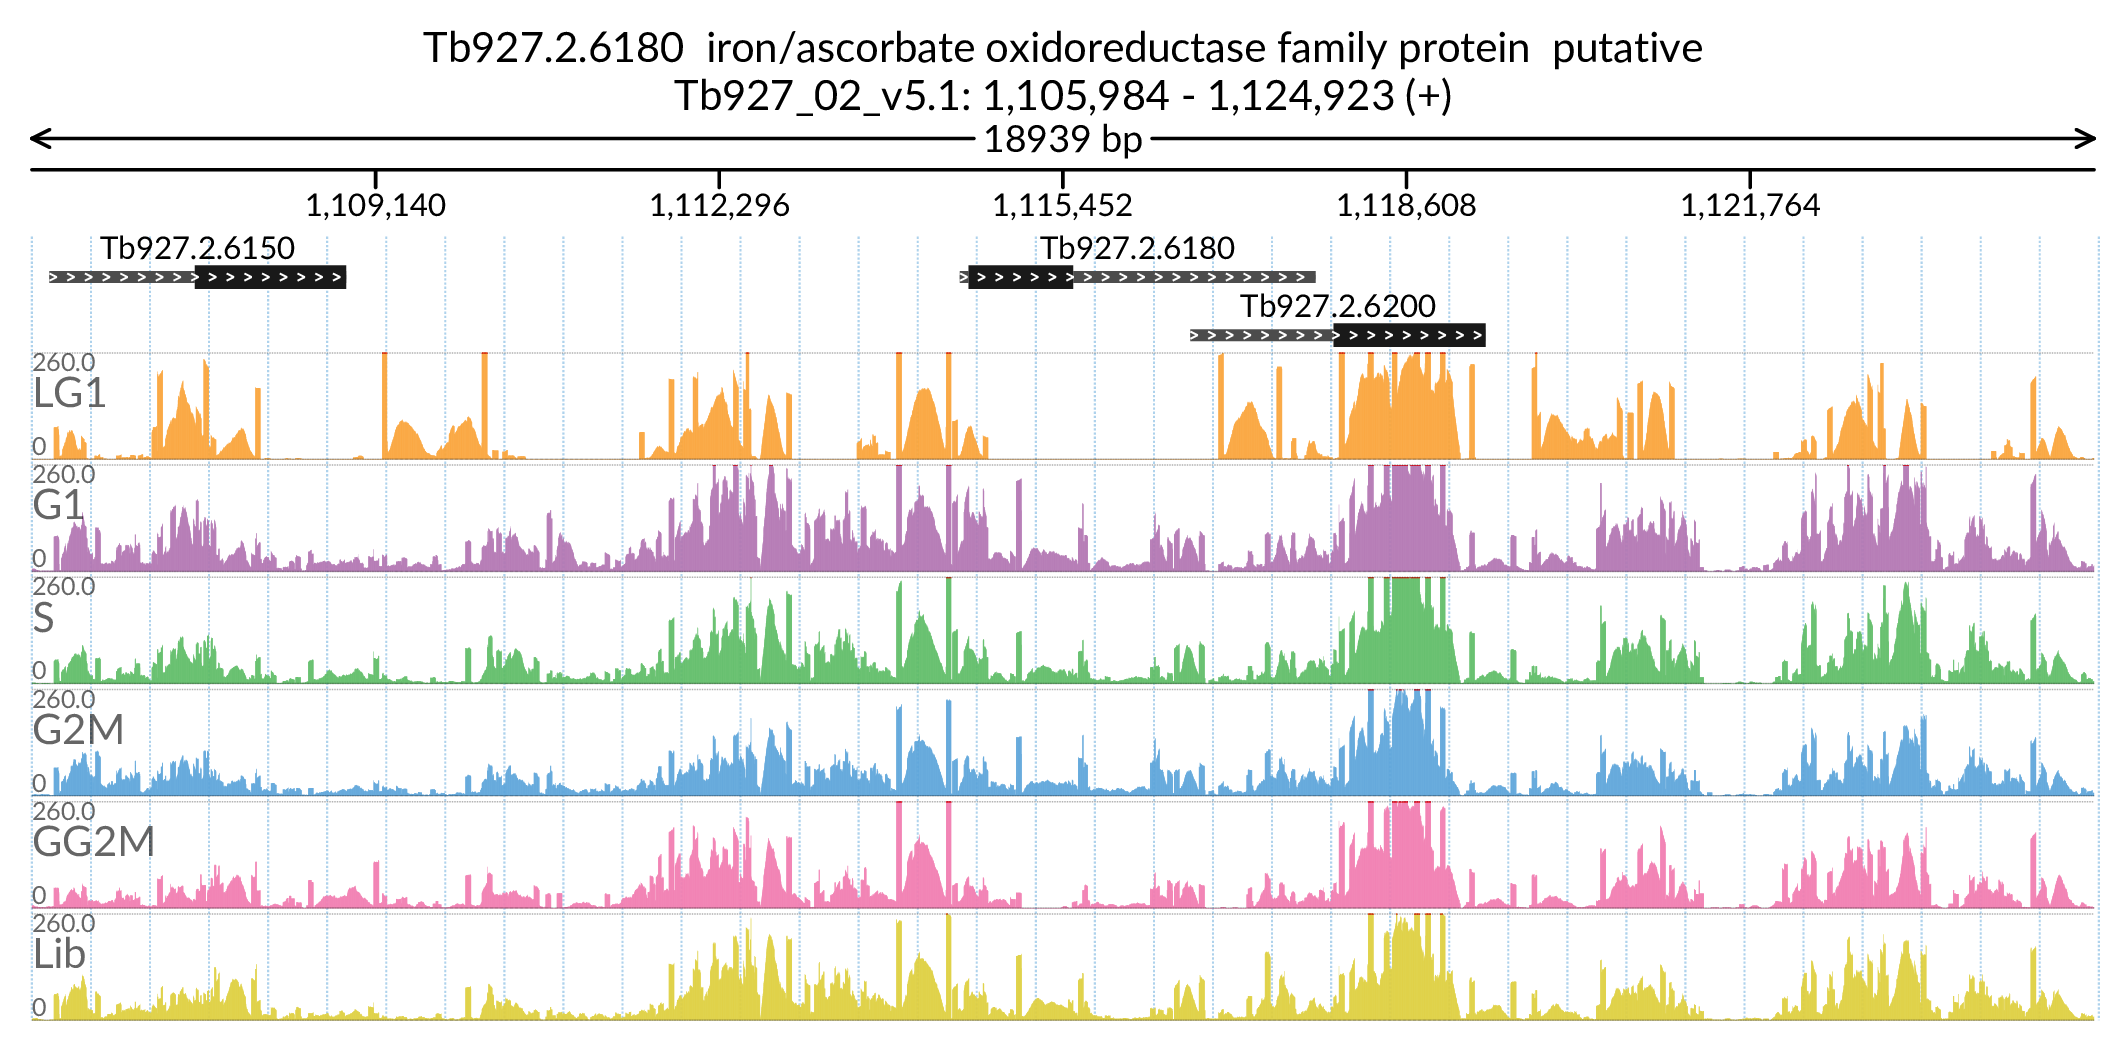 Tb927.2.6180 iron/ascorbate oxidoreductase family protein putative
Tb927_02_v5.1: 1,105,984 - 1,124,923 (+)
18939 bp
1,109,140 1,112,296 1,115,452 1,118,608 1,121,764
Tb927.2.6150 Tb927.2.6180
Tb927.2.6200
260.0
LG1
0
260.0
G1
0
260.0
S
0
260.0
G2M
0
260.0
GG2M
0
260.0
Lib
0